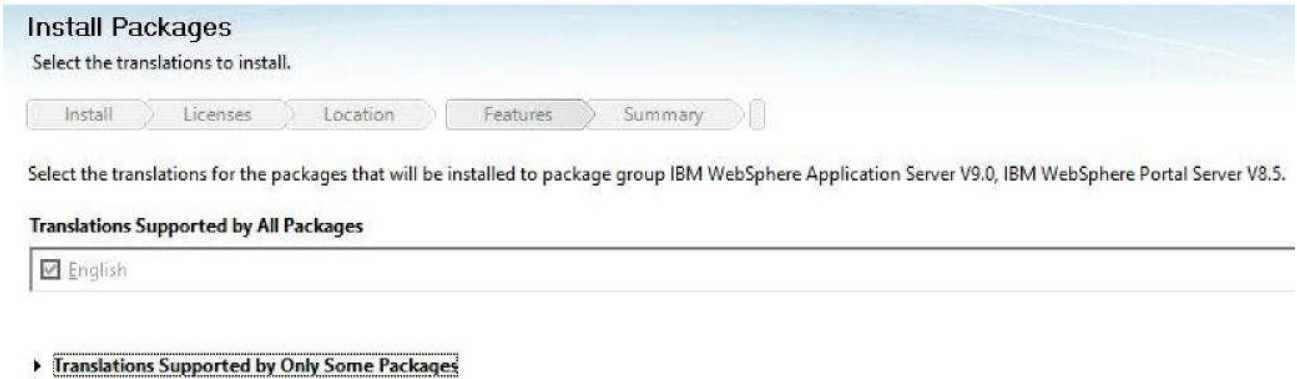 Install Packages
Select the translations to install.
Install Licenses Location Features Summary
Select the translations for the packages that will be installed to package group IBM WebSphere Application Server V9.0, IBM WebSphere Portal Server V8.5.
Translations Supported by All Packages
English
Translations Supported by Only Some Packages